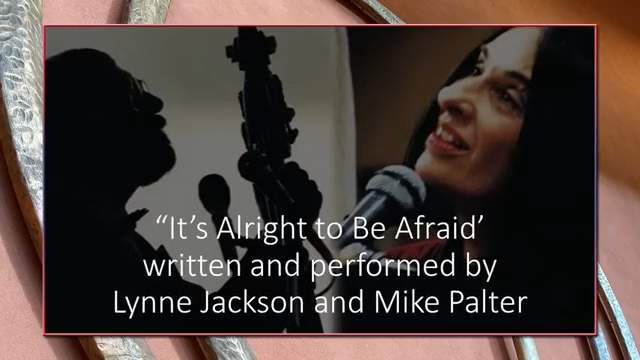 “It’s Alright to Be Afraid’
written and performed by
Lynne Jackson and Mike Palter